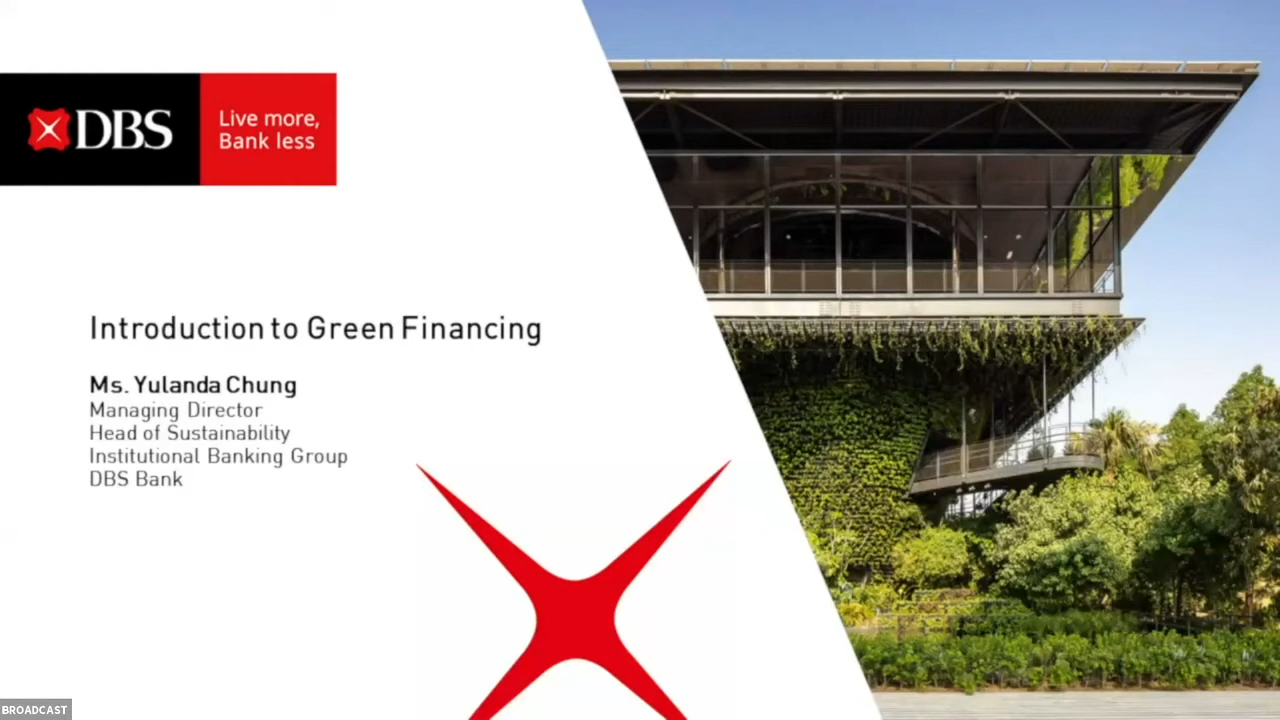 DBS
Live more,
Bank less
Introduction to Green Financing
Ms. Yulanda Chung
Managing Director
Head of Sustainability
Institutional Banking Group
DBS Bank
BROADCAST